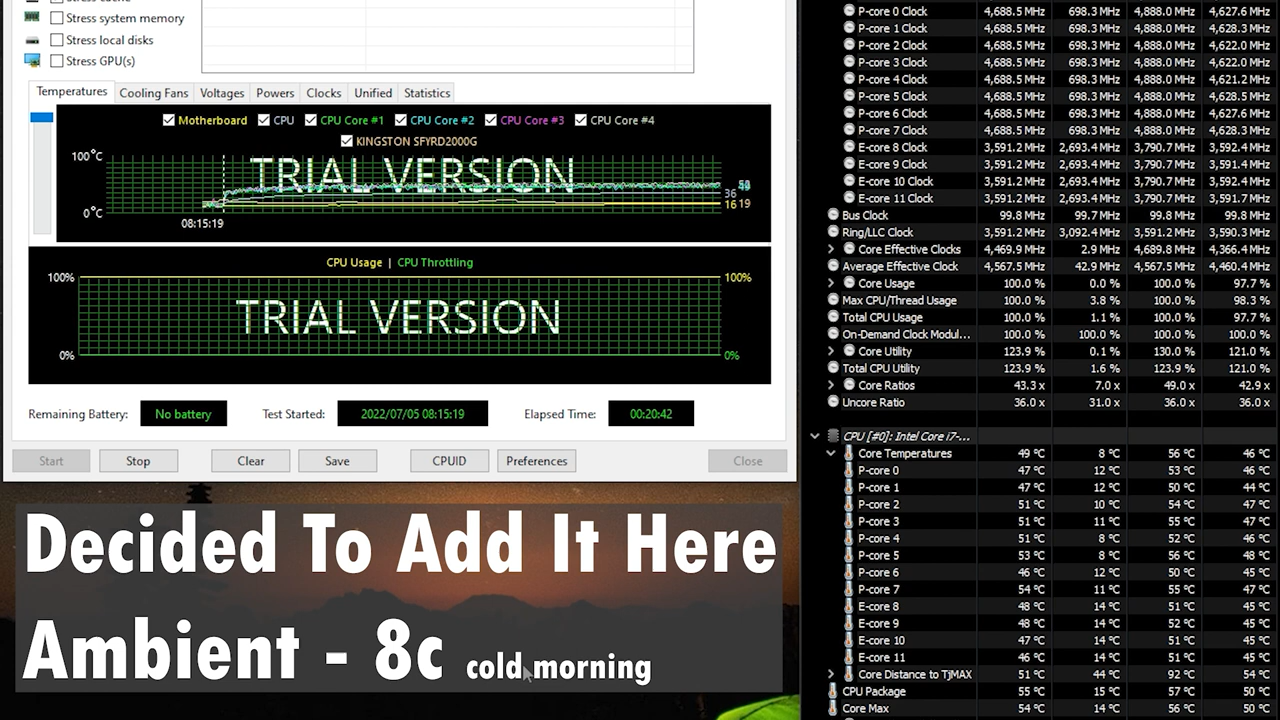 Stress system memory
Stress local disks
Stress GPU(s)
Temperatures Cooling Fans Voltages Powers Clocks Unified Statistics
Motherboard CPU CPU Core #1 CPU Core #2 CPU Core #3 CPU Core #4
KINGSTON SFYRD2000G
100°C
TRIAL VERSION
36
16 19
0°C
08:15:19
CPU Usage | CPU Throttling
100% 100%
TRIAL VERSION
0% 0%
Remaining Battery: No battery Test Started: 2022/07/05 08:15:19 Elapsed Time: 00:20:42
Start Stop Clear Save CPUID Preferences Close
Decided To Add It Here
Ambient - 8c cold morning
P-core 0 Clock 4,688.5 MHz 698.3 MHz 4,888.0 MHz 4,627.6 MHz
P-core 1 Clock 4,688.5 MHz 698.3 MHz 4,888.0 MHz 4,628.3 MHz
P-core 2 Clock 4,688.5 MHz 698.3 MHz 4,888.0 MHz 4,622.0 MHz
P-core 3 Clock 4,688.5 MHz 698.3 MHz 4,888.0 MHz 4,622.0 MHz
P-core 4 Clock 4,688.5 MHz 698.3 MHz 4,888.0 MHz 4,621.2 MHz
P-core 5 Clock 4,688.5 MHz 698.3 MHz 4,888.0 MHz 4,628.5 MHz
P-core 6 Clock 4,688.5 MHz 698.3 MHz 4,888.0 MHz 4,627.6 MHz
P-core 7 Clock 4,688.5 MHz 698.3 MHz 4,888.0 MHz 4,628.3 MHz
E-core 8 Clock 3,591.2 MHz 2,693.4 MHz 3,790.7 MHz 3,592.4 MHz
E-core 9 Clock 3,591.2 MHz 2,693.4 MHz 3,790.7 MHz 3,591.4 MHz
E-core 10 Clock 3,591.2 MHz 2,693.4 MHz 3,790.7 MHz 3,592.4 MHz
E-core 11 Clock 3,591.2 MHz 2,693.4 MHz 3,790.7 MHz 3,591.7 MHz
Bus Clock 99.8 MHz 99.7 MHz 99.8 MHz 99.8 MHz
Ring/LLC Clock 3,591.2 MHz 3,092.4 MHz 3,591.2 MHz 3,590.3 MHz
Core Effective Clocks 4,469.9 MHz 2.9 MHz 4,689.8 MHz 4,366.4 MHz
Average Effective Clock 4,567.5 MHz 42.9 MHz 4,567.5 MHz 4,460.4 MHz
Core Usage 100.0 % 0.0 % 100.0 % 97.7 %
Max CPU/Thread Usage 100.0 % 3.8 % 100.0 % 98.3 %
Total CPU Usage 100.0 % 1.1 % 100.0 % 97.7 %
On-Demand Clock Modul... 100.0 % 100.0 % 100.0 % 100.0 %
Core Utility 123.9 % 0.1 % 130.0 % 121.0 %
Total CPU Utility 123.9 % 1.6 % 123.9 % 121.0 %
Core Ratios 43.3 x 7.0 x 49.0 x 42.9 x
Uncore Ratio 36.0 x 31.0 x 36.0 x 36.0 x
CPU [#0]: Intel Core i7-...
Core Temperatures 49 °C 8 °C 56 °C 46 °C
P-core 0 47 °C 12 °C 53 °C 46 °C
P-core 1 47 °C 12 °C 50 °C 44 °C
P-core 2 51 °C 10 °C 54 °C 47 °C
P-core 3 51 °C 11 °C 55 °C 47 °C
P-core 4 51 °C 8 °C 52 °C 46 °C
P-core 5 53 °C 8 °C 56 °C 48 °C
P-core 6 46 °C 12 °C 50 °C 45 °C
P-core 7 54 °C 11 °C 55 °C 47 °C
E-core 8 48 °C 14 °C 51 °C 45 °C
E-core 9 48 °C 14 °C 52 °C 45 °C
E-core 10 47 °C 14 °C 51 °C 45 °C
E-core 11 46 °C 14 °C 51 °C 45 °C
Core Distance to TjMAX 51 °C 44 °C 92 °C 54 °C
CPU Package 55 °C 15 °C 57 °C 50 °C
Core Max 54 °C 14 °C 56 °C 50 °C